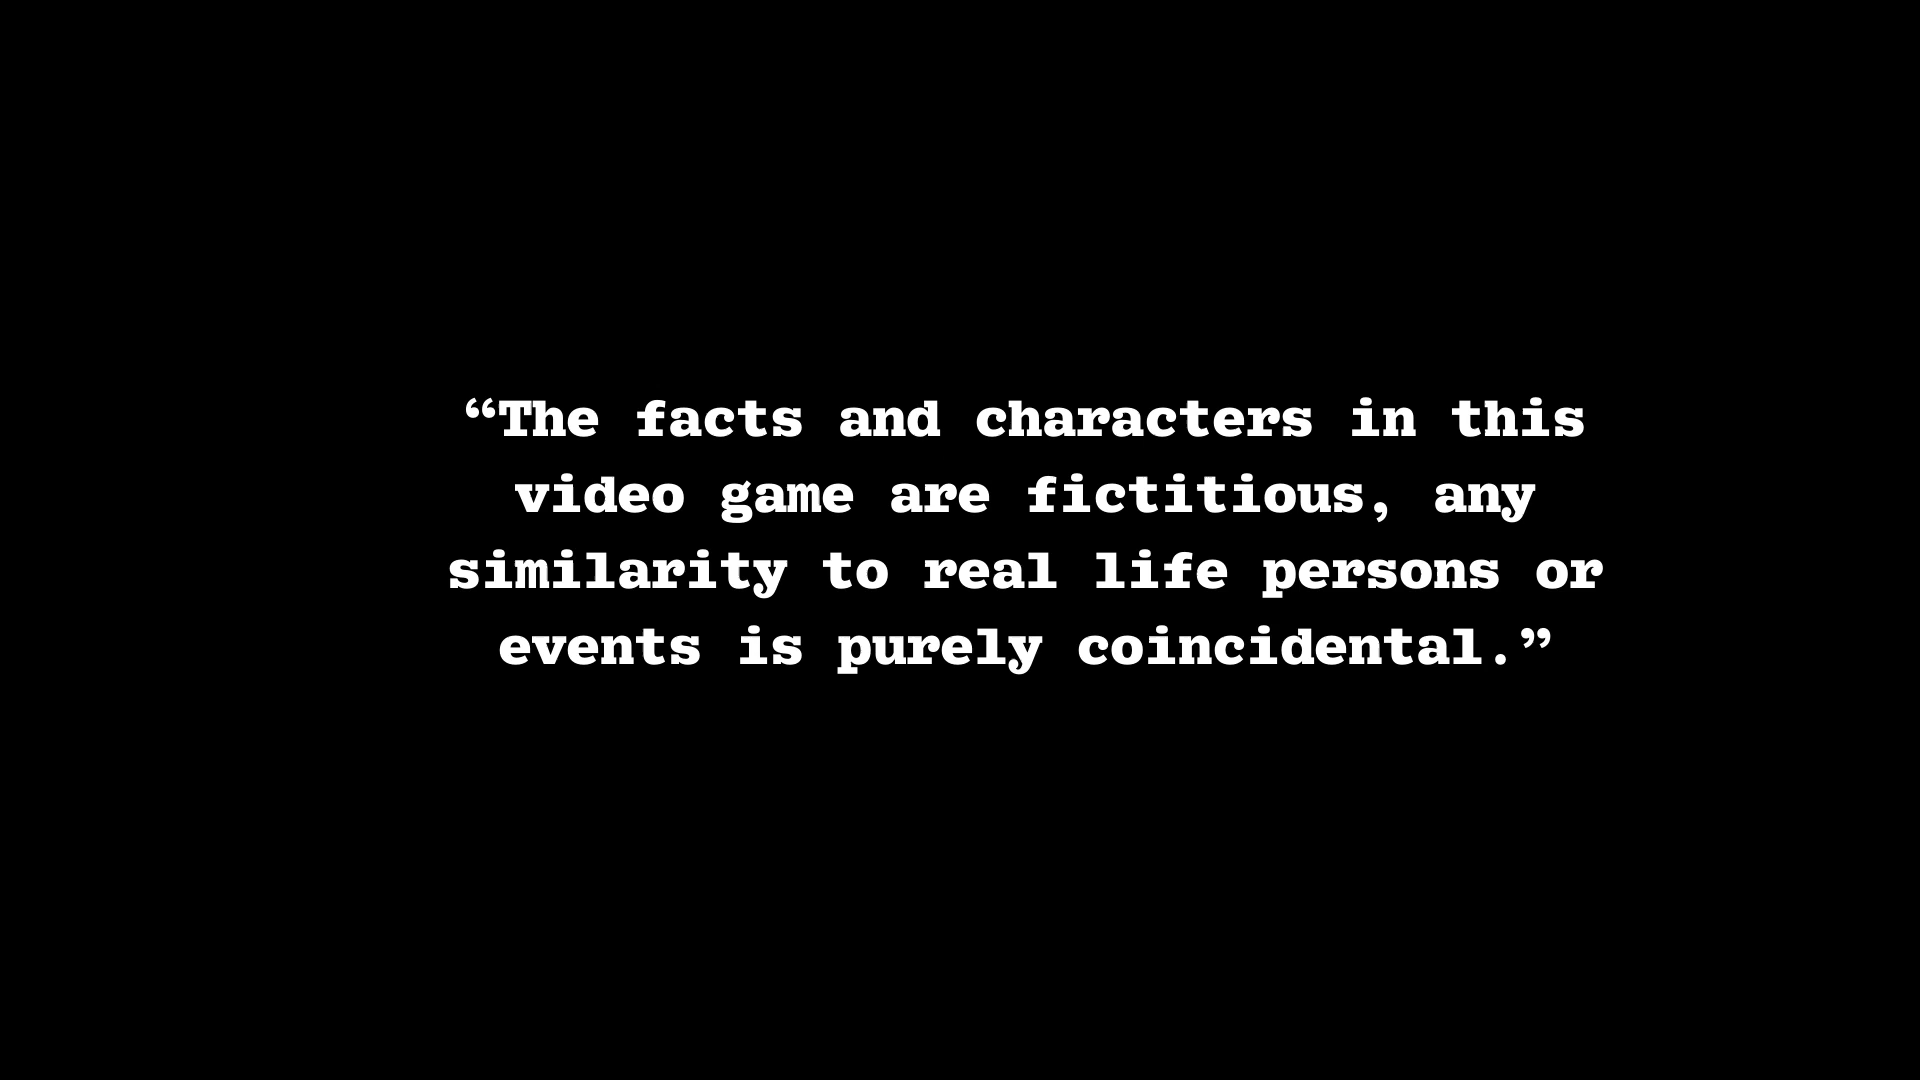 “The facts and characters in this
video game are fictitious, any
similarity to real life persons or
events is purely coincidental.”